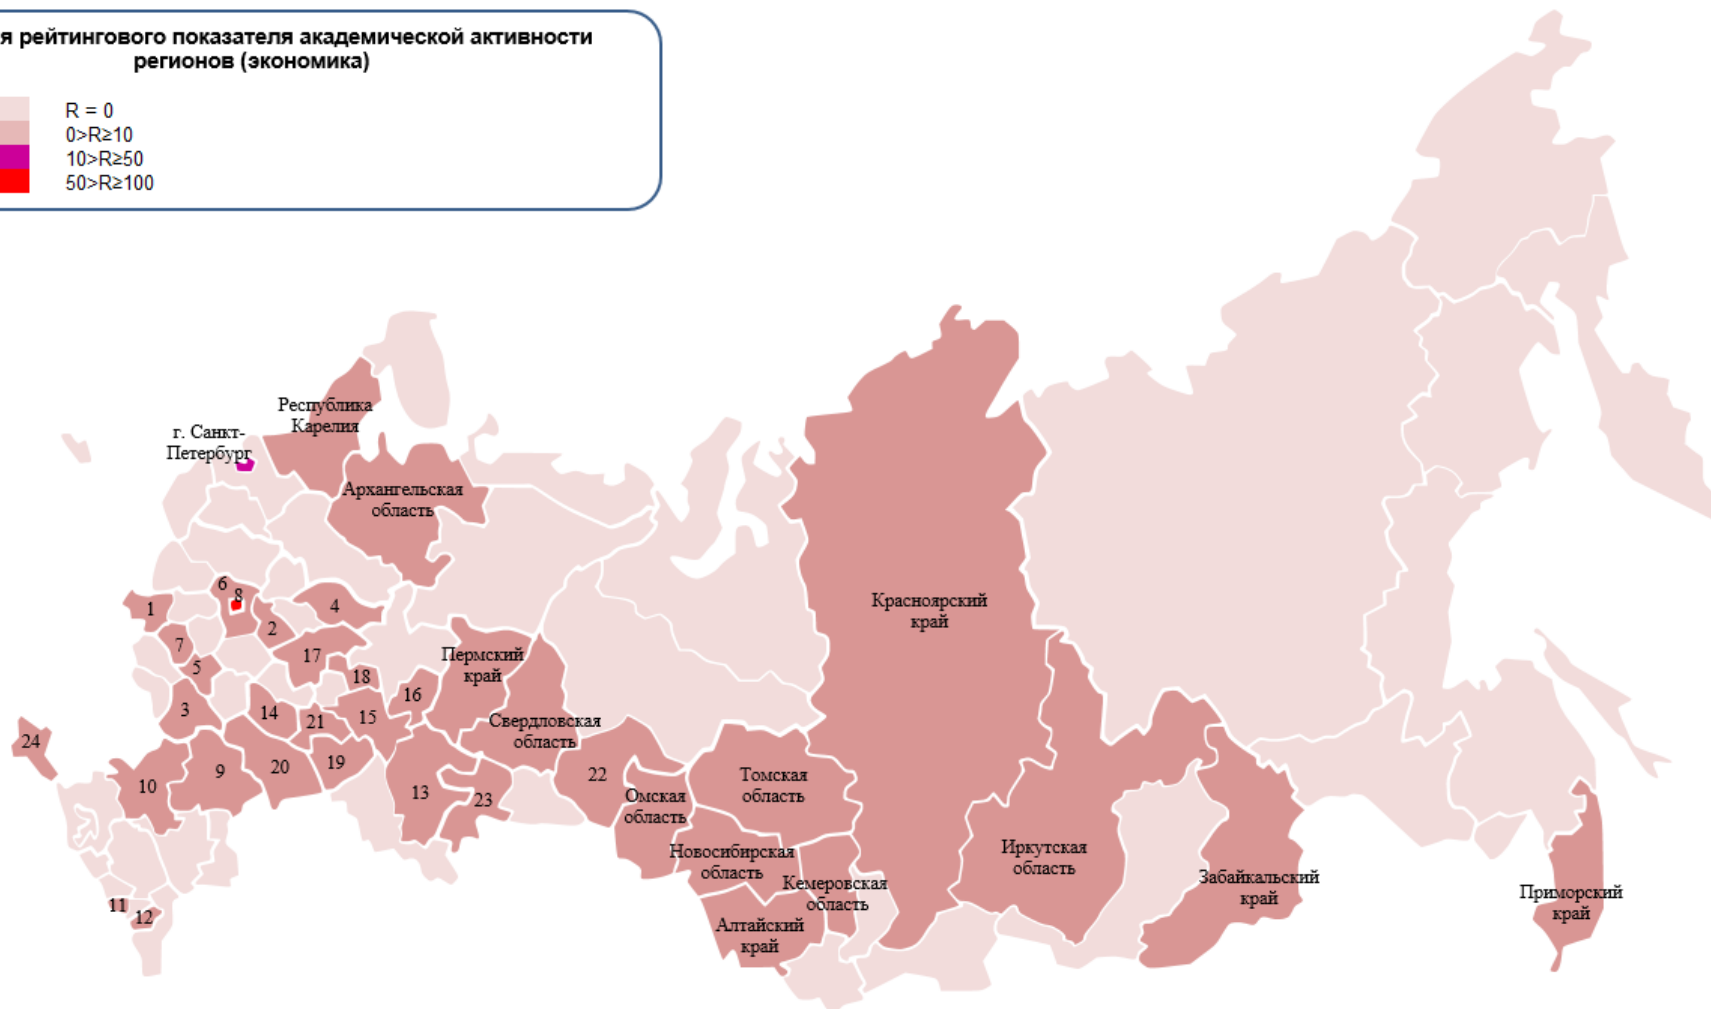 я рейтингового показателя академической активности
регионов (экономика)
R = 0
0>R≥10
10>R≥50
50>R≥100
Республика
Карелия
г. Санкт-
Петербург
Архангельская
область
6
8
1
4
2
7
17
5
18
16
Пермский
край
3
14
21
15
Свердловская
область
24
10
9
20
19
13
23
22
Омская
область
Томская
область
Новосибирская
область
Кемеровская
область
Алтайский
край
Красноярский
край
Иркутская
область
Забайкальский
край
Приморский
край
11
12